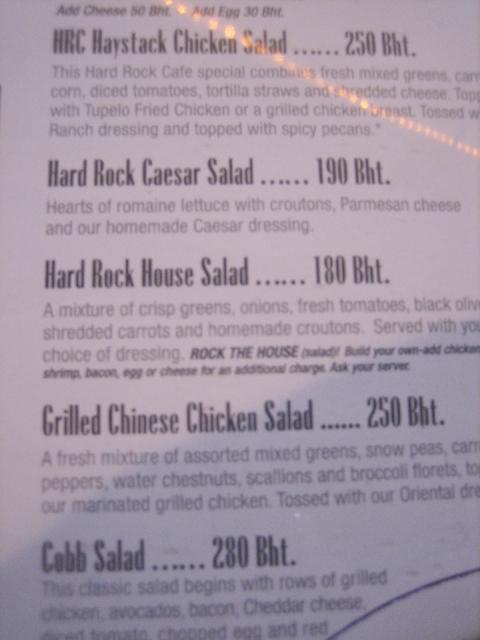 Add Cheese 50 Bht. • Add Egg 30 Bht.
HRC Haystack Chicken Salad ...... 250 Bht.
This Hard Rock Cafe special combines fresh mixed greens,
corn, diced tomatoes, tortilla straws and shredded cheese.
with Tupelo Fried Chicken or a grilled chicken breast. Tossed
Ranch dressing and topped with spicy pecans.*
Hard Rock Caesar Salad ...... 190 Bht.
Hearts of romaine lettuce with croutons, Parmesan cheese
and our homemade Caesar dressing.
Hard Rock House Salad ...... 180 Bht.
A mixture of crisp greens, onions, fresh tomatoes, black
shredded carrots and homemade croutons. Served with
choice of dressing. ROCK THE HOUSE (salad)! Build your own-add chicken
shrimp, bacon, egg or cheese for an additional charge. Ask your server.
Grilled Chinese Chicken Salad ...... 250 Bht.
A fresh mixture of assorted mixed greens, snow peas,
peppers, water chestnuts, scallions and broccoli florets,
our marinated grilled chicken. Tossed with our Oriental
Cobb Salad ...... 280 Bht.
This classic salad begins with rows of grilled
chicken, avocados, bacon, Cheddar cheese,
diced tomato, chopped egg and red